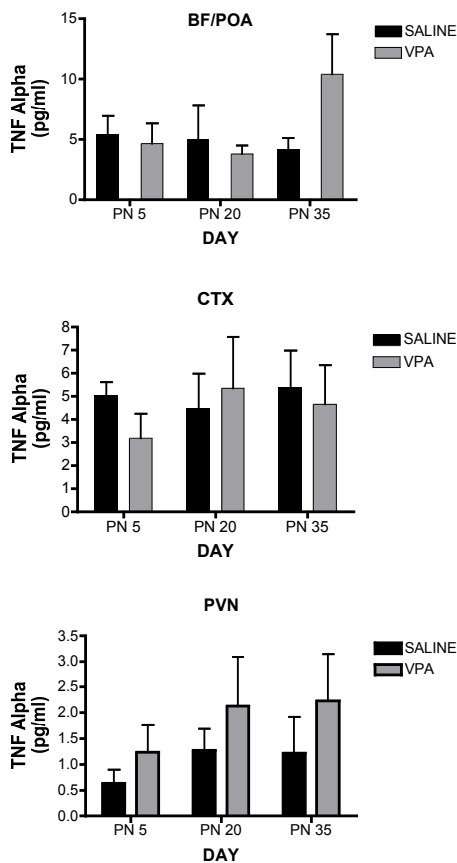 BF/POA
15
10
5
0
TNF Alpha
(pg/ml)
SALINE
VPA
PN 5
PN 20
PN 35
DAY
CTX
8
7
6
5
4
3
2
1
0
TNF Alpha
(pg/ml)
SALINE
VPA
PN 5
PN 20
PN 35
DAY
PVN
3.5
3.0
2.5
2.0
1.5
1.0
0.5
0.0
TNF Alpha
(pg/ml)
SALINE
VPA
PN 5
PN 20
PN 35
DAY